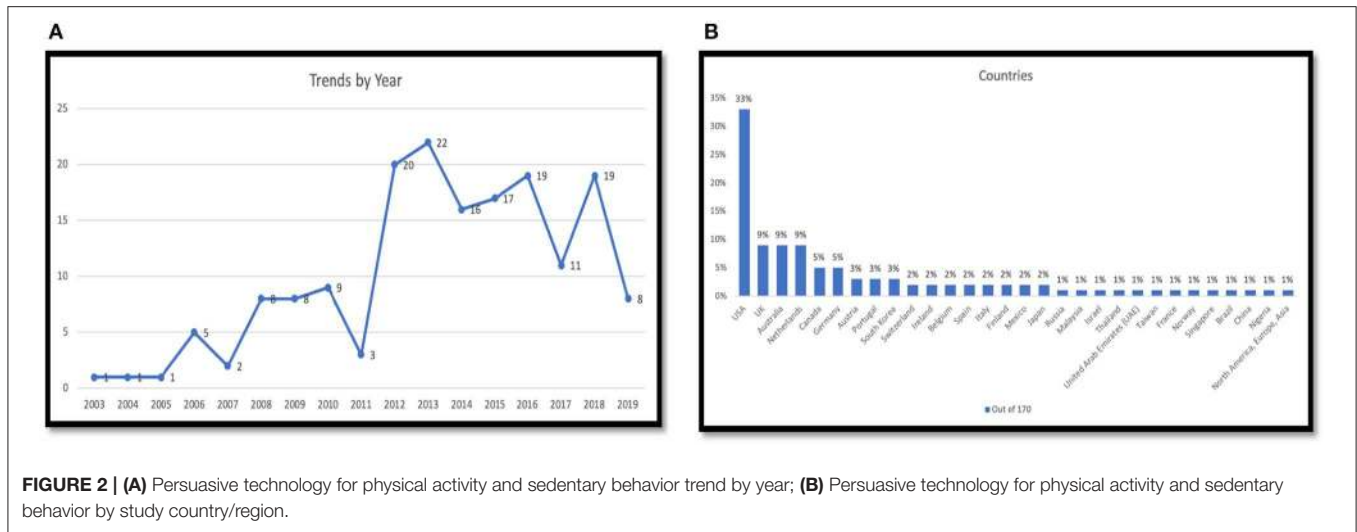 A
Trends by Year
25
20
15
10
5
0
1
1
1
5
2
8
8
9
3
20
22
16
17
19
11
19
8
2003 2004 2005 2006 2007 2008 2009 2010 2011 2012 2013 2014 2015 2016 2017 2018 2019
B
Countries
35%
30%
25%
20%
15%
10%
5%
0%
33%
9%
9%
9%
5%
5%
3%
3%
3%
2%
2%
2%
2%
2%
2%
2%
2%
1%
1%
1%
1%
1%
1%
1%
1%
1%
1%
1%
1%
1%
USA
UK
Australia
Netherlands
Canada
Germany
Austria
Portugal
South Korea
Switzerland
Ireland
Belgium
Spain
Italy
Finland
Mexico
Japan
Russia
Malaysia
Israel
Thailand
United Arab Emirates (UAE)
Taiwan
France
Norway
Singapore
Brazil
China
Nigeria
North America, Europe, Asia
Out of 170
FIGURE 2 | (A) Persuasive technology for physical activity and sedentary behavior trend by year; (B) Persuasive technology for physical activity and sedentary
behavior by study country/region.